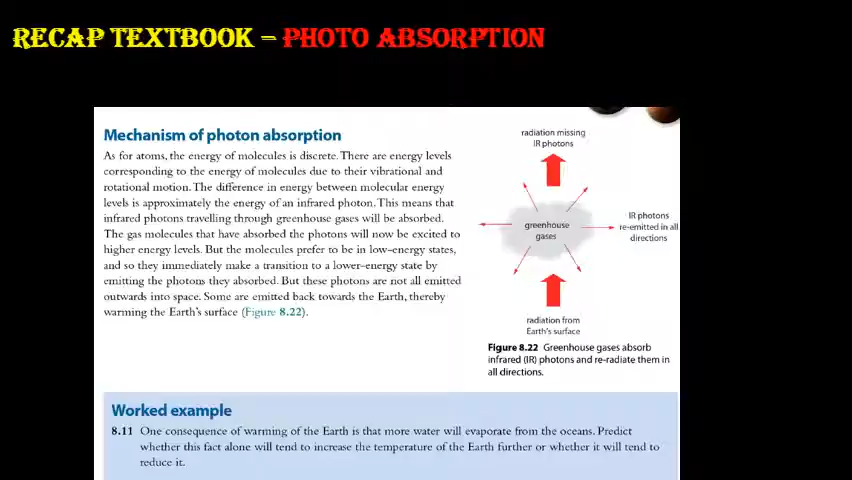 RECAP TEXTBOOK – PHOTO ABSORPTION
Mechanism of photon absorption
As for atoms, the energy of molecules is discrete. There are energy levels
corresponding to the energy of molecules due to their vibrational and
rotational motion. The difference in energy between molecular energy
levels is approximately the energy of an infrared photon. This means that
infrared photons travelling through greenhouse gases will be absorbed.
The gas molecules that have absorbed the photons will now be excited to
higher energy levels. But the molecules prefer to be in low-energy states,
and so they immediately make a transition to a lower-energy state by
emitting the photons they absorbed. But these photons are not all emitted
outwards into space. Some are emitted back towards the Earth, thereby
warming the Earth's surface (Figure 8.22).
radiation missing
IR photons
greenhouse
gases
IR photons
re-emitted in all
directions
radiation from
Earth's surface
Figure 8.22 Greenhouse gases absorb
infrared (IR) photons and re-radiate them in
all directions.
Worked example
8.11 One consequence of warming of the Earth is that more water will evaporate from the oceans. Predict
whether this fact alone will tend to increase the temperature of the Earth further or whether it will tend to
reduce it.